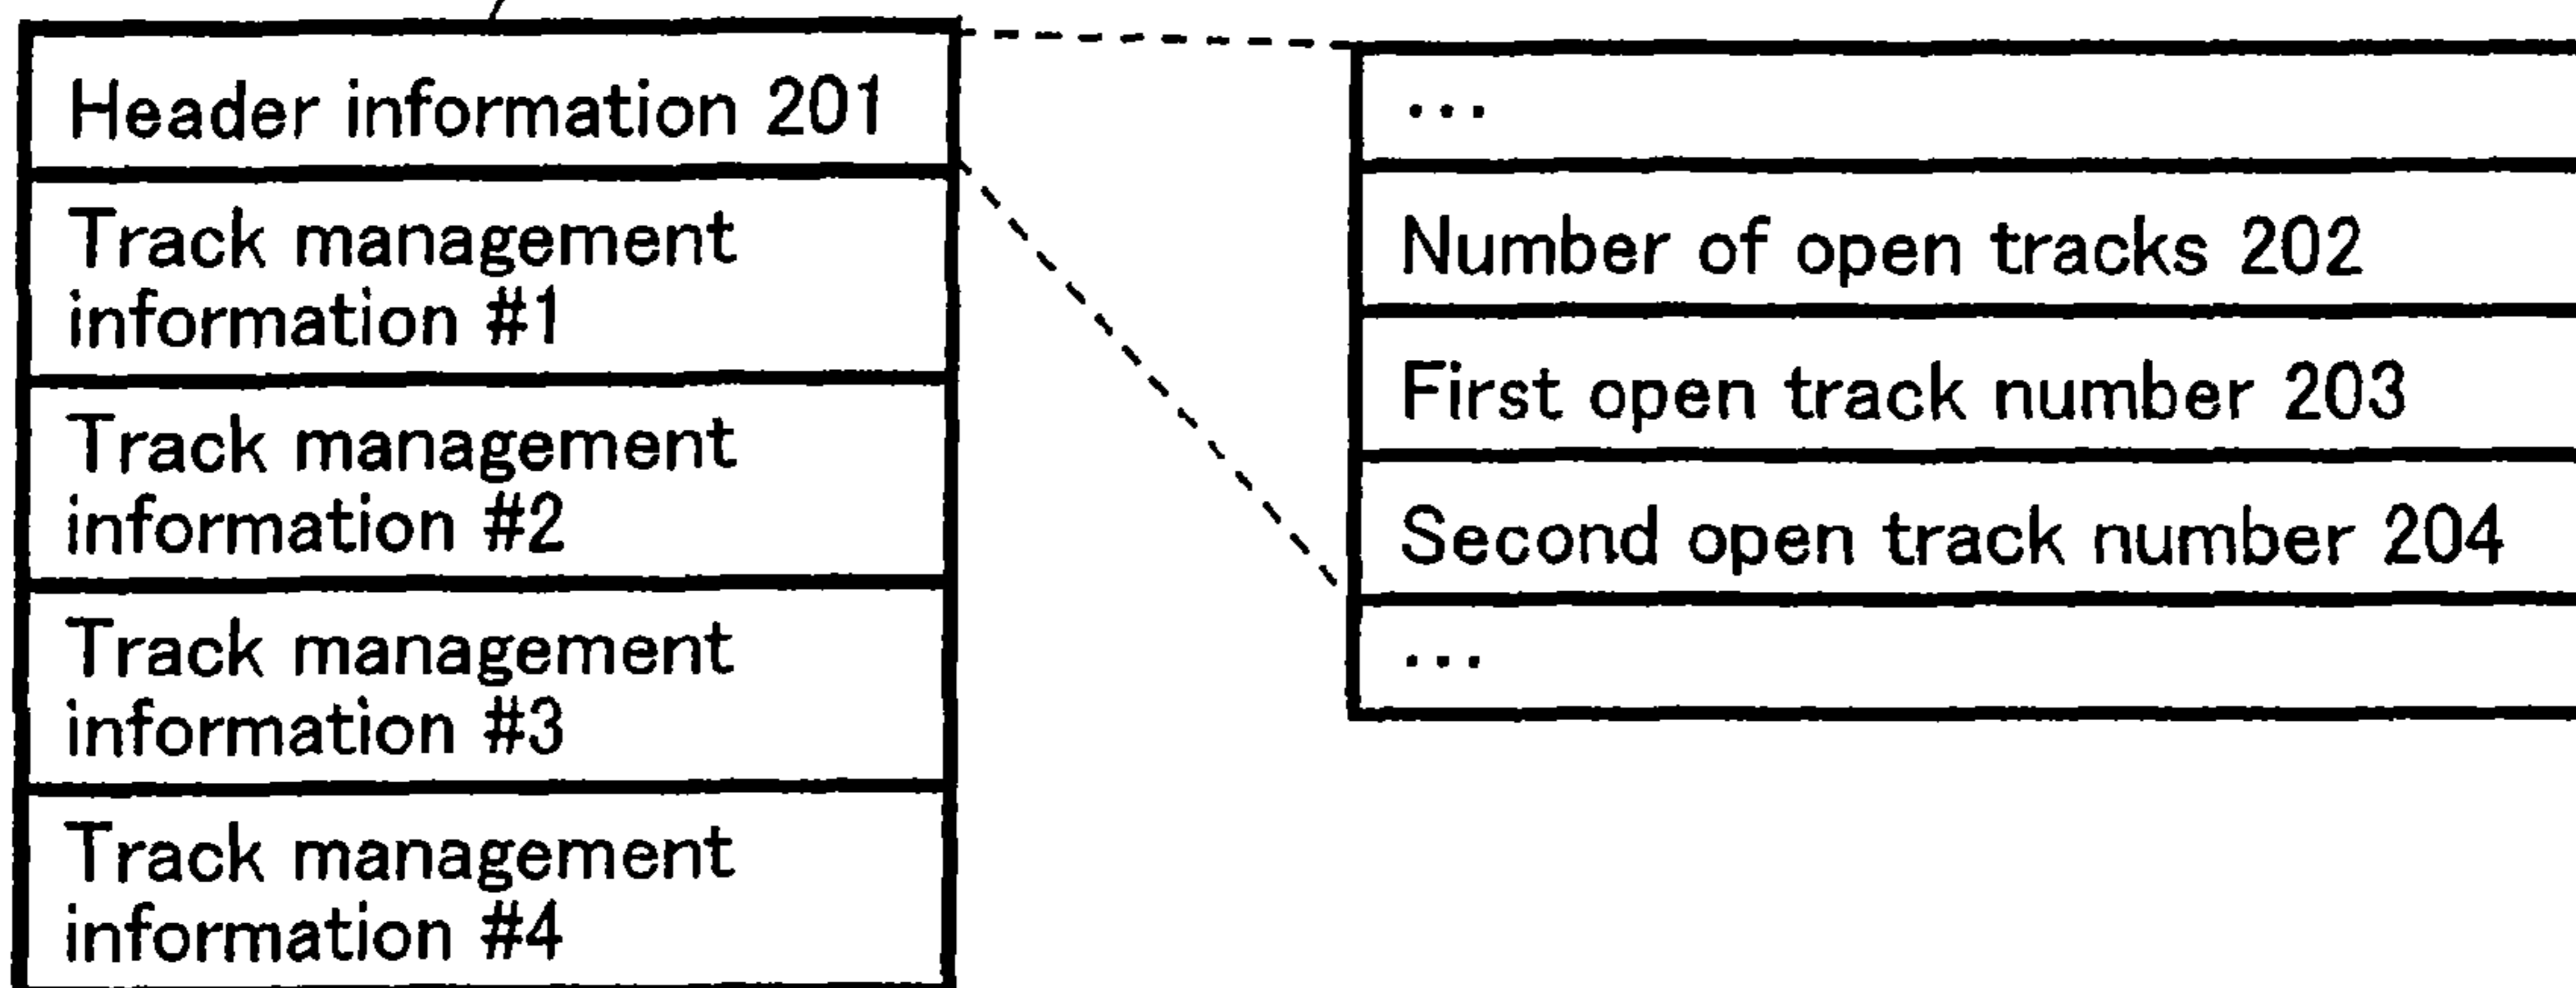 Header information 201
Track management
information #1
Track management
information #2
Track management
information #3
Track management
information #4
...
Number of open tracks 202
First open track number 203
Second open track number 204
...